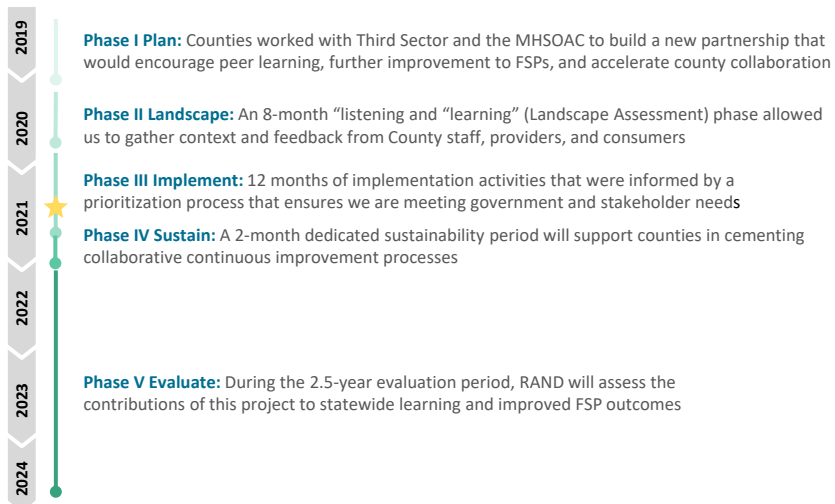 2019
Phase I Plan: Counties worked with Third Sector and the MHSOAC to build a new partnership that
would encourage peer learning, further improvement to FSPs, and accelerate county collaboration
2020
Phase II Landscape: An 8-month “listening and “learning” (Landscape Assessment) phase allowed
us to gather context and feedback from County staff, providers, and consumers
2021
Phase III Implement: 12 months of implementation activities that were informed by a
prioritization process that ensures we are meeting government and stakeholder needs
Phase IV Sustain: A 2-month dedicated sustainability period will support counties in cementing
collaborative continuous improvement processes
2022
2023
Phase V Evaluate: During the 2.5-year evaluation period, RAND will assess the
contributions of this project to statewide learning and improved FSP outcomes
2024